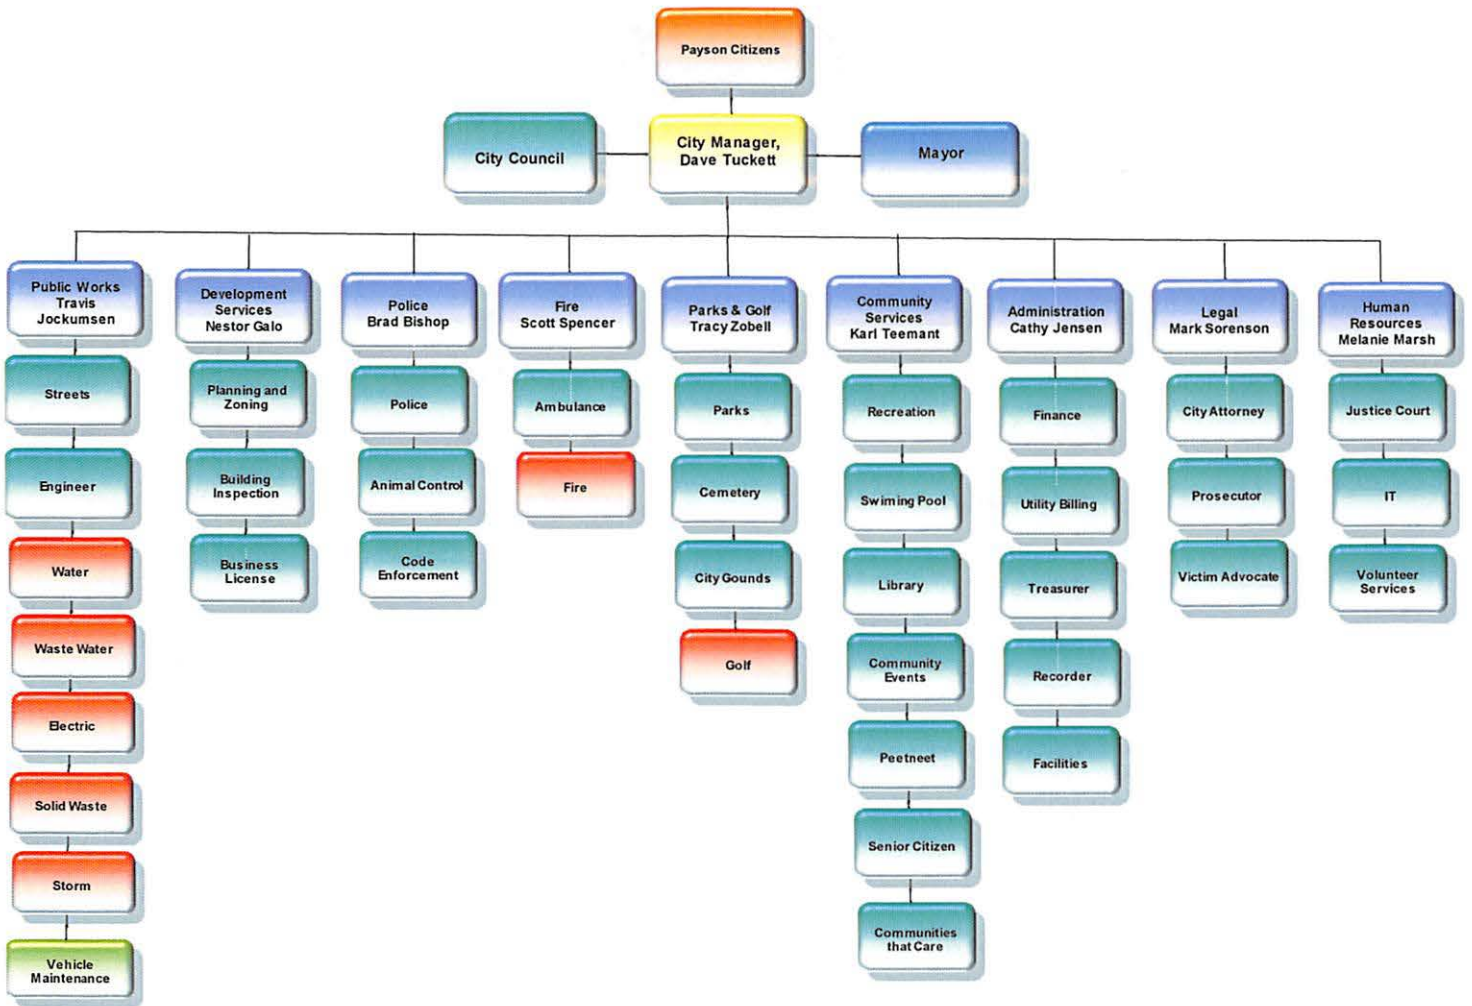 Payson Citizens
City Council
City Manager,
Dave Tuckett
Mayor
Public Works
Travis
Jockumsen
Streets
Engineer
Water
Waste Water
Electric
Solid Waste
Storm
Vehicle
Maintenance
Development
Services
Nestor Galo
Planning and
Zoning
Building
Inspection
Business
License
Police
Brad Bishop
Police
Animal Control
Code
Enforcement
Fire
Scott Spencer
Ambulance
Fire
Parks & Golf
Tracy Zobell
Parks
Cemetery
City Gounds
Golf
Community
Services
Karl Teemant
Recreation
Swiming Pool
Library
Community
Events
Peetneet
Senior Citizen
Communities
that Care
Administration
Cathy Jensen
Finance
Utility Billing
Treasurer
Recorder
Facilities
Legal
Mark Sorenson
City Attorney
Prosecutor
Victim Advocate
Human
Resources
Melanie Marsh
Justice Court
IT
Volunteer
Services